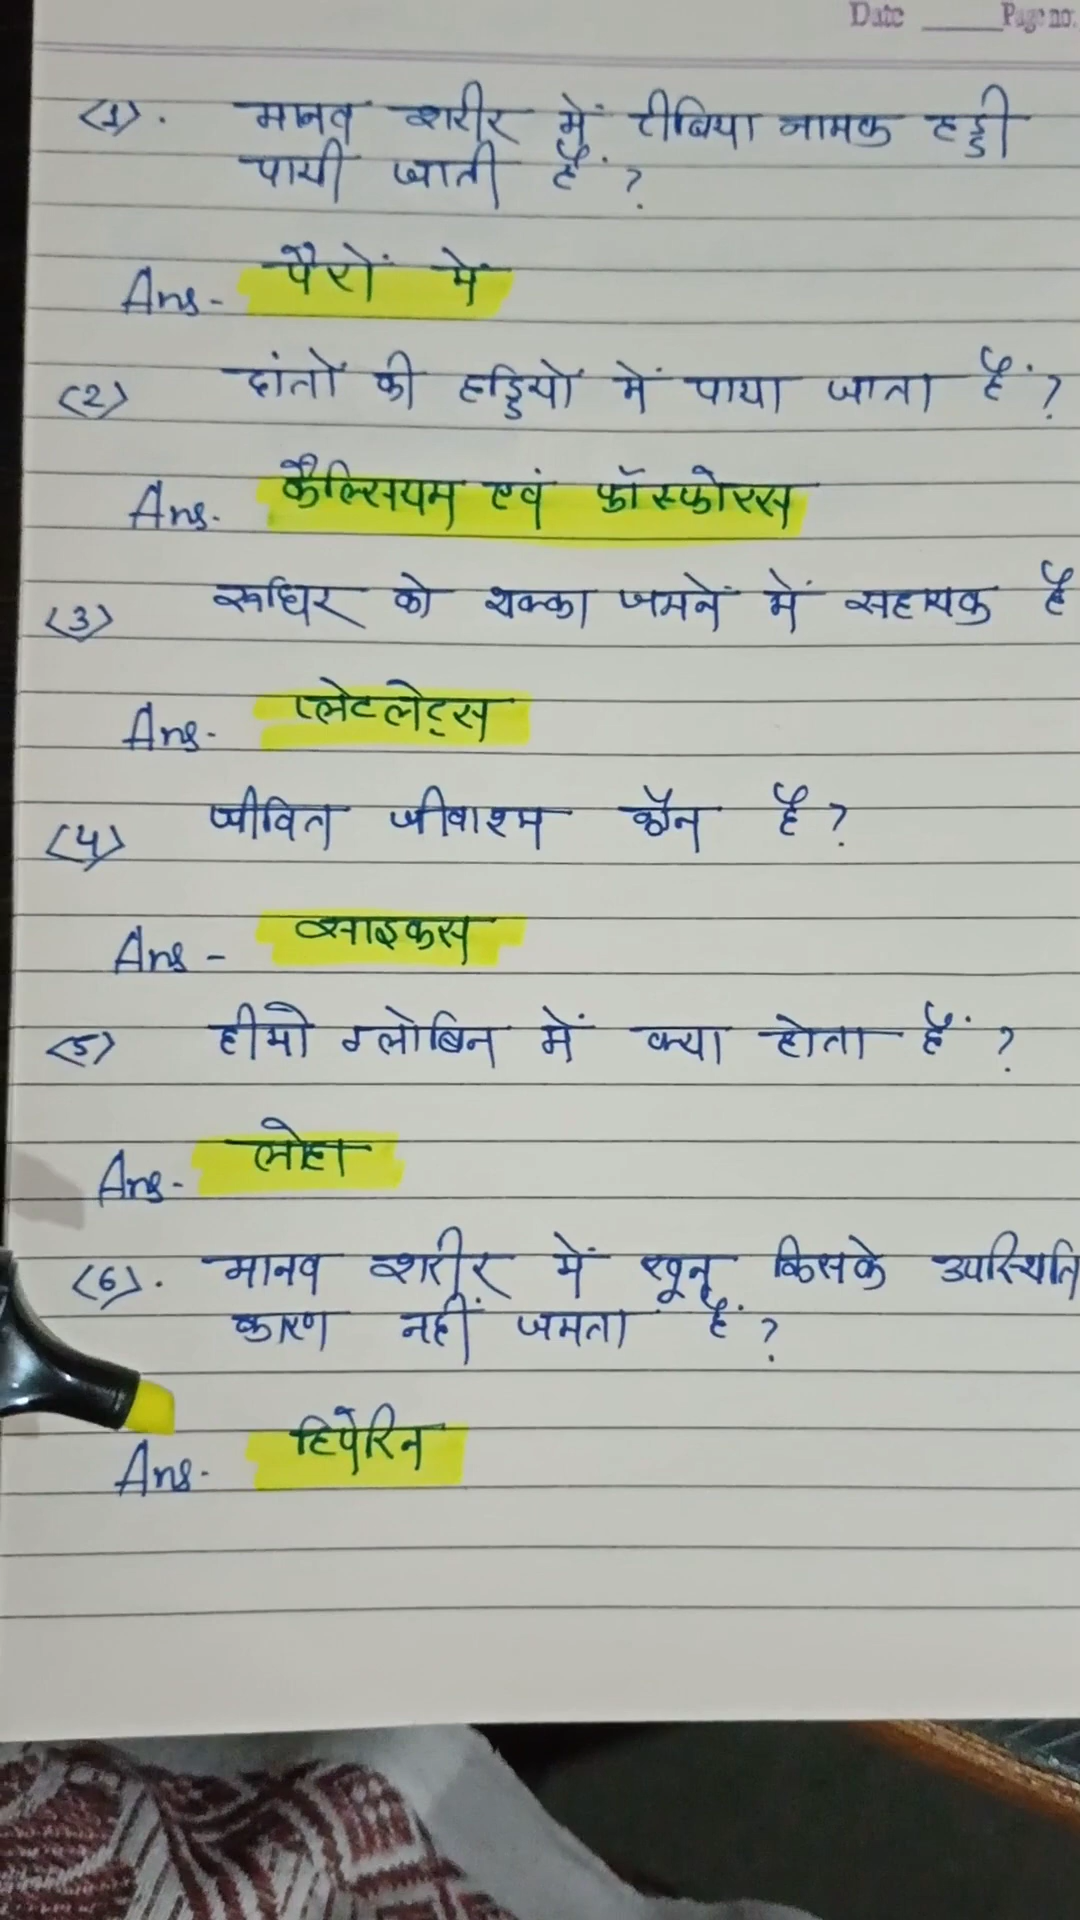 Date ____ Page no.
(1). मानव शरीर में टीबिया नामक हड्डी
पायी जाती हैं ?
Ans- पैरों में
(2) दांतों की हड्डियों में पाया जाता हैं ?
Ans. कैल्सियम एवं फॉस्फोरस
(3) रूधिर को थक्का जमनें में सहायक है
Ans. प्लेटलेट्स
(4) जीवित जीवाश्म कौन है ?
Ans - साइकस
(5) हीमो ग्लोबिन में क्या होता हैं ?
Ans. लोहा
(6). मानव शरीर में खून किसके उपस्थिति
कारण नहीं जमता हैं ?
Ans. हिपेरिन